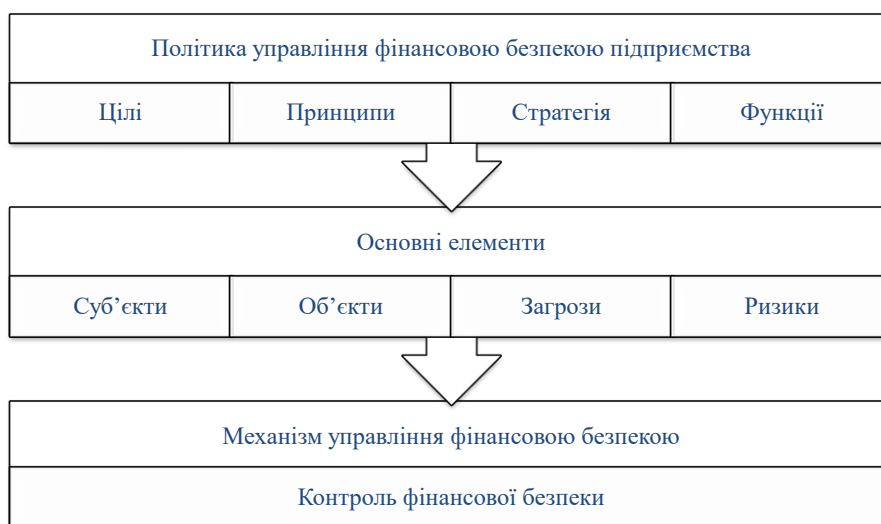 Політика управління фінансовою безпекою підприємства
Цілі Принципи Стратегія Функції
Основні елементи
Суб’єкти Об’єкти Загрози Ризики
Механізм управління фінансовою безпекою
Контроль фінансової безпеки